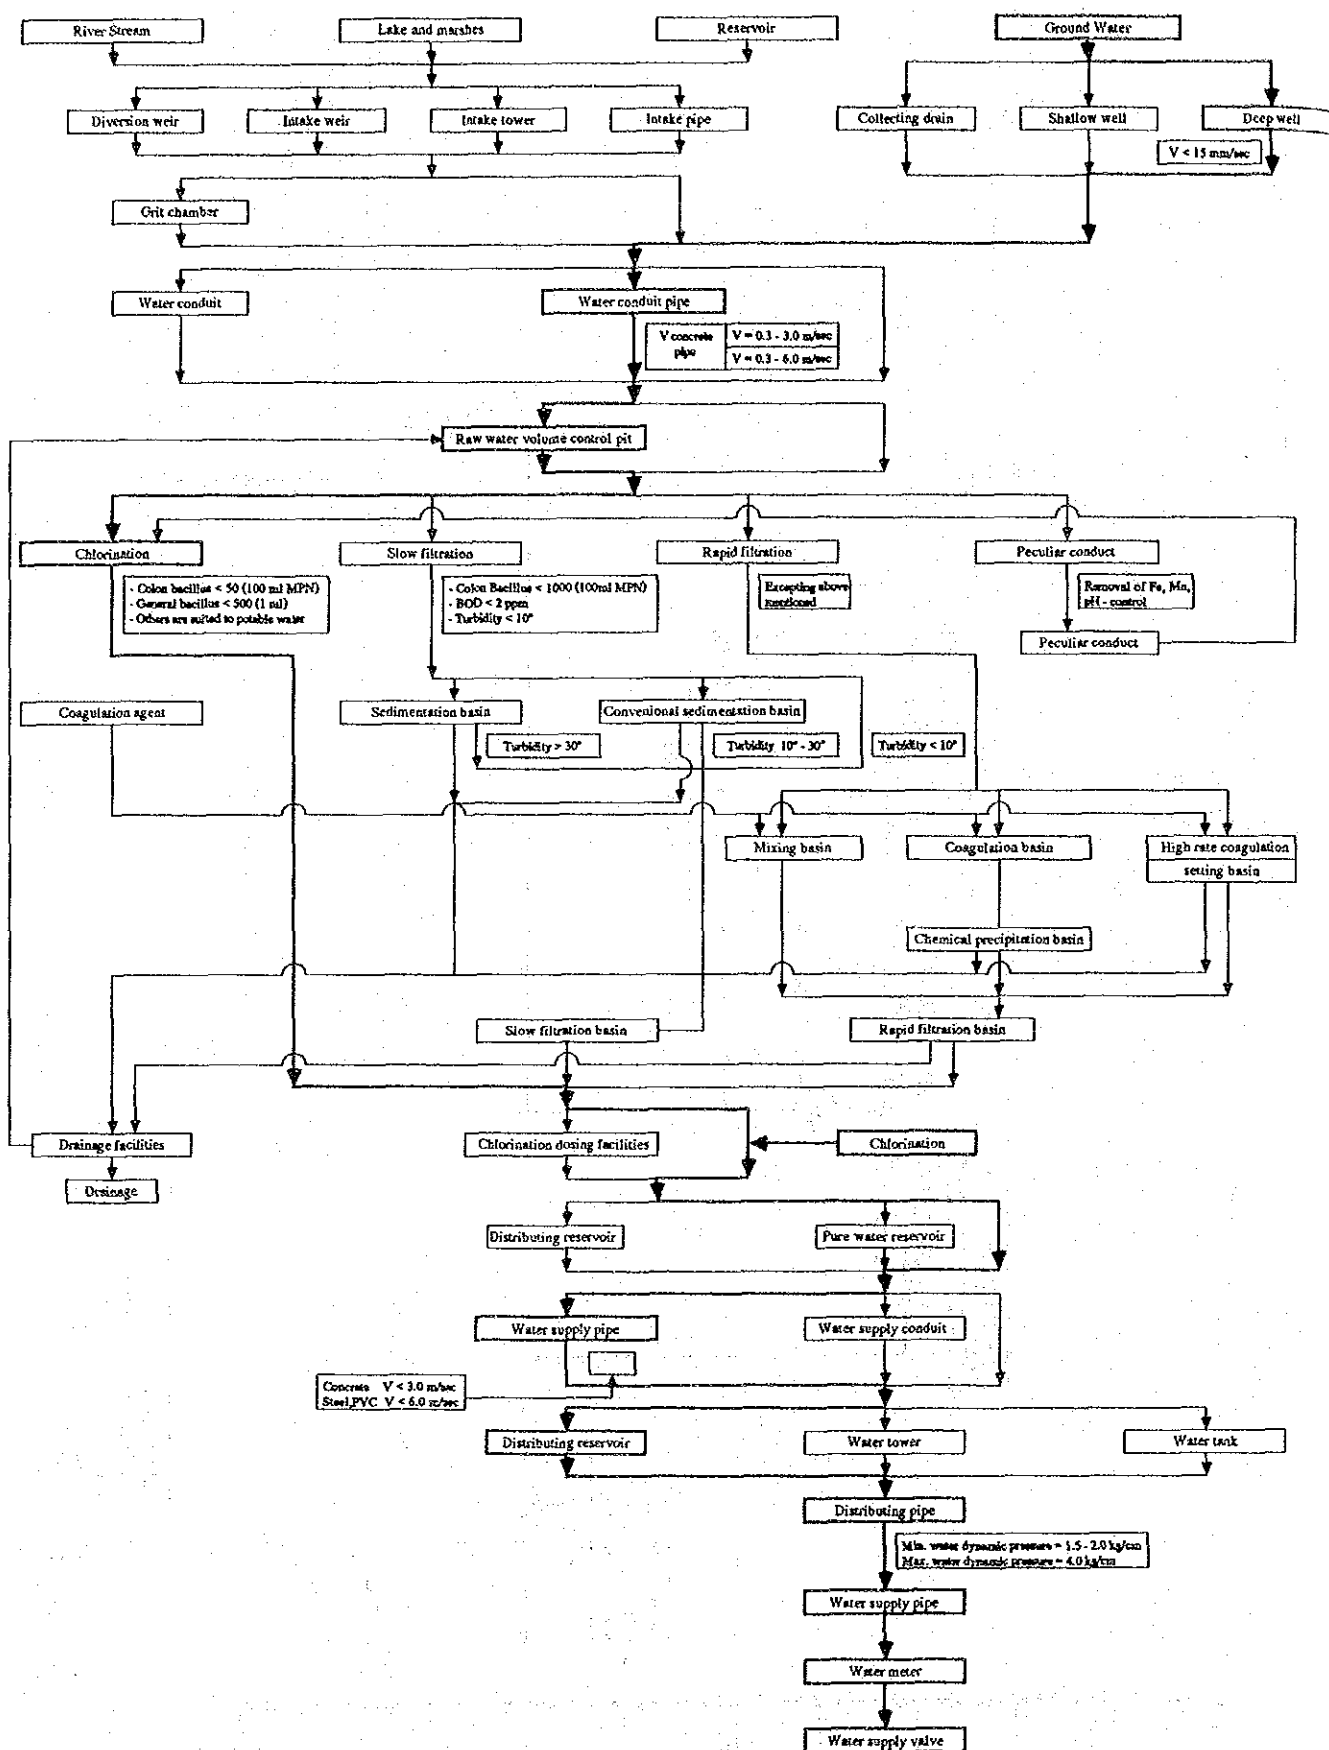 River Stream
Lake and marshes
Reservoir
Ground Water
Diversion weir
Intake weir
Intake tower
Intake pipe
Collecting drain
Shallow well
Deep well
V < 15 mm/sec
Grit chamber
Water conduit
Water conduit pipe
V concrete
pipe
V = 0.3 - 3.0 m/sec
V = 0.3 - 6.0 m/sec
Raw water volume control pit
Chlorination
Slow filtration
Rapid filtration
Peculiar conduct
- Colon bacillus < 50 (100 ml MPN)
- General bacillus < 500 (1 ml)
- Others are suited to potable water
- Colon Bacillus < 1000 (100ml MPN)
- BOD < 2 ppm
- Turbidity < 10°
Excepting above
mentioned
Removal of Fe, Mn,
pH - control
Peculiar conduct
Coagulation agent
Sedimentation basin
Convenional sedimentation basin
Turbidity > 30°
Turbidity 10° - 30°
Turbidity < 10°
Mixing basin
Coagulation basin
High rate coagulation
setting basin
Chemical precipitation basin
Slow filtration basin
Rapid filtration basin
Drainage facilities
Chlorination dosing facilities
Chlorination
Drainage
Distributing reservoir
Pure water reservoir
Water supply pipe
Water supply conduit
Concrete V < 3.0 m/sec
Steel,PVC V < 6.0 m/sec
Distributing reservoir
Water tower
Water tank
Distributing pipe
Min. water dynamic pressure = 1.5 - 2.0 kg/cm
Max. water dynamic pressure = 4.0 kg/cm
Water supply pipe
Water meter
Water supply valve